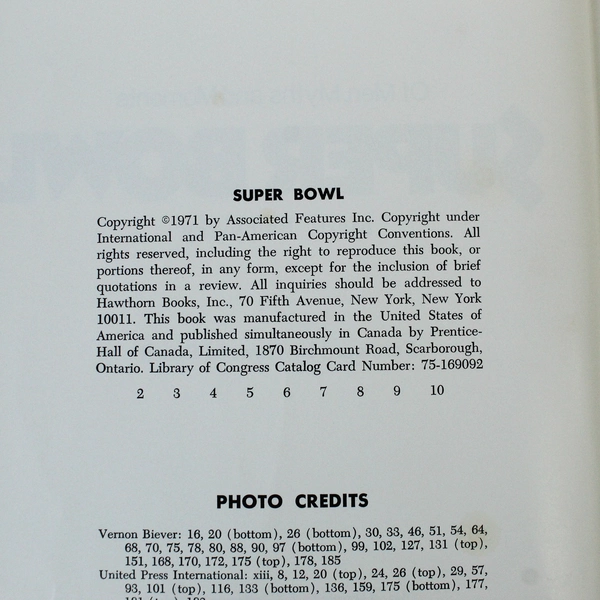 SUPER BOWL
Copyright ©1971 by Associated Features Inc. Copyright under
International and Pan-American Copyright Conventions. All
rights reserved, including the right to reproduce this book, or
portions thereof, in any form, except for the inclusion of brief
quotations in a review. All inquiries should be addressed to
Hawthorn Books, Inc., 70 Fifth Avenue, New York, New York
10011. This book was manufactured in the United States of
America and published simultaneously in Canada by Prentice-
Hall of Canada, Limited, 1870 Birchmount Road, Scarborough,
Ontario. Library of Congress Catalog Card Number: 75-169092
2 3 4 5 6 7 8 9 10
PHOTO CREDITS
Vernon Biever: 16, 20 (bottom), 26 (bottom), 30, 33, 46, 51, 54, 64,
68, 70, 75, 78, 80, 88, 90, 97 (bottom), 99, 102, 127, 131 (top),
151, 168, 170, 172, 175 (top), 178, 185
United Press International: xiii, 8, 12, 20 (top), 24, 26 (top), 29, 57,
93, 101 (top), 116, 133 (bottom), 136, 159, 175 (bottom), 177,